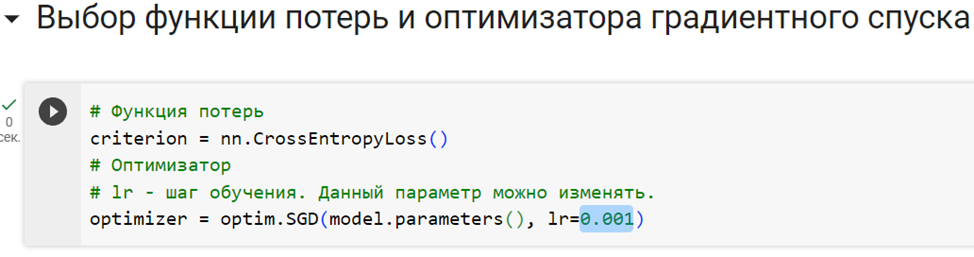 Выбор функции потерь и оптимизатора градиентного спуска
0
сек.
# Функция потерь
criterion = nn.CrossEntropyLoss()
# Оптимизатор
# lr - шаг обучения. Данный параметр можно изменять.
optimizer = optim.SGD(model.parameters(), lr=0.001)